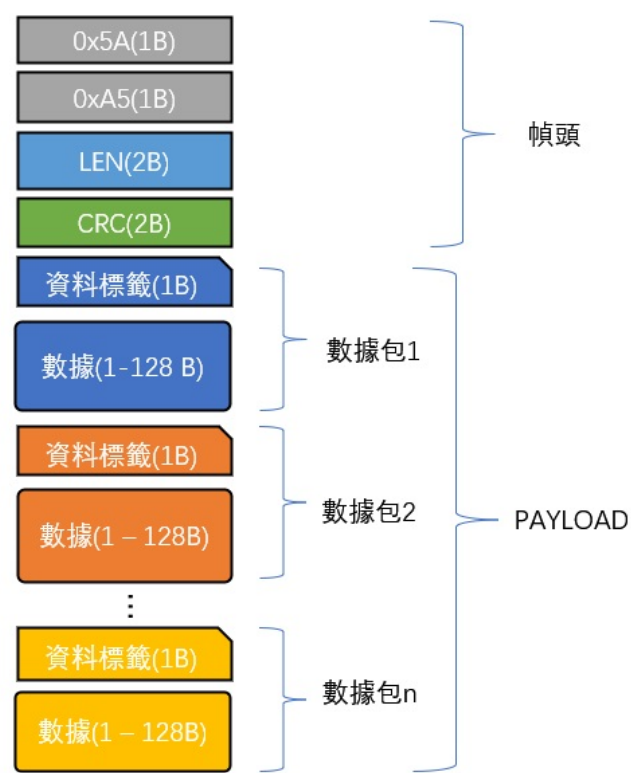 0x5A(1B)
0xA5(1B)
LEN(2B)
CRC(2B)
幀頭
資料標籤(1B)
數據(1-128 B)
數據包1
資料標籤(1B)
數據(1 – 128B)
數據包2
PAYLOAD
⋮
資料標籤(1B)
數據(1 – 128B)
數據包n